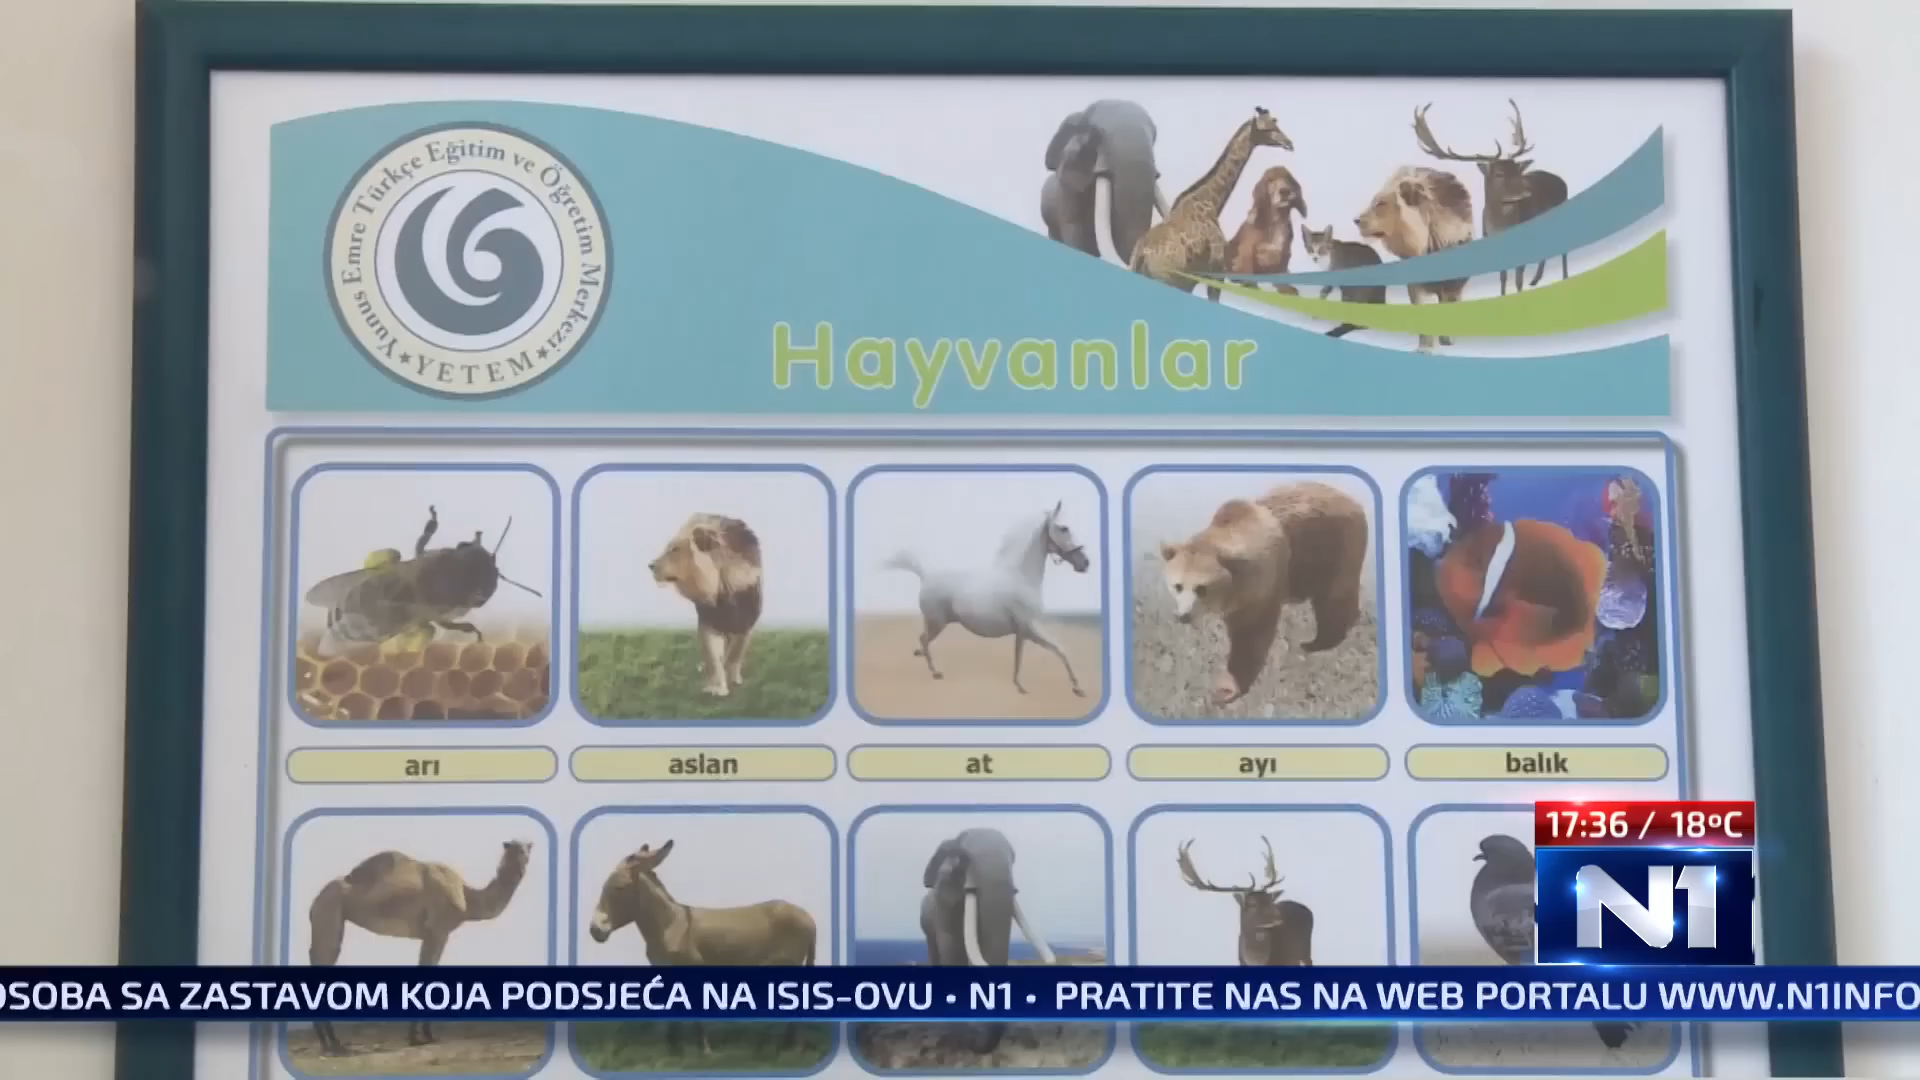 Yunus Emre Türkçe Eğitim ve Öğretim Merkezi
★ YETEM ★
Hayvanlar
arı
aslan
at
ayı
balık
17:36 / 18ºC
N1
OSOBA SA ZASTAVOM KOJA PODSJEĆA NA ISIS-OVU • N1 • PRATITE NAS NA WEB PORTALU WWW.N1INFO